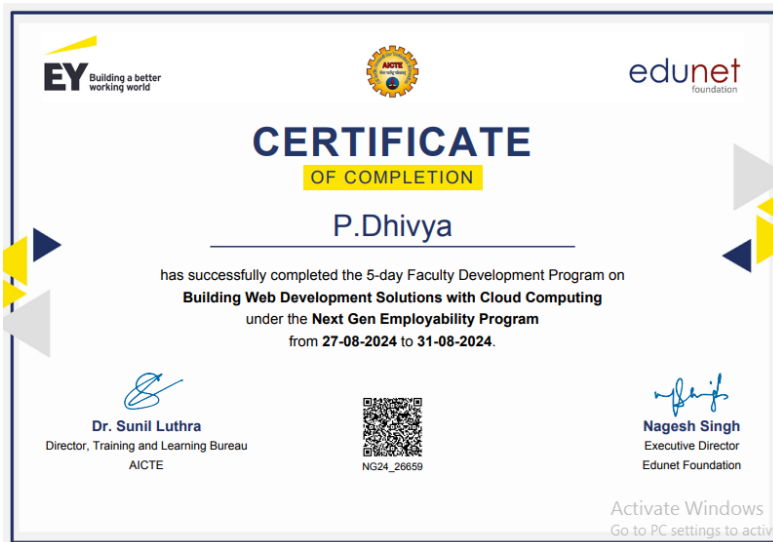 EY Building a better
working world
AICTE
edunet
foundation
CERTIFICATE
OF COMPLETION
P.Dhivya
has successfully completed the 5-day Faculty Development Program on
Building Web Development Solutions with Cloud Computing
under the Next Gen Employability Program
from 27-08-2024 to 31-08-2024.
Dr. Sunil Luthra
Director, Training and Learning Bureau
AICTE
NG24_26659
Nagesh Singh
Executive Director
Edunet Foundation
Activate Windows
Go to PC settings to activ